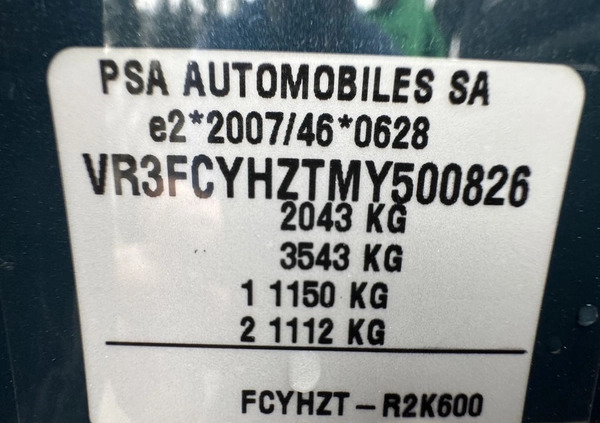 PSA AUTOMOBILES SA
e2*2007/46*0628
VR3FCYHZTMY500826
2043 KG
3543 KG
1 1150 KG
2 1112 KG
FCYHZT – R2K600